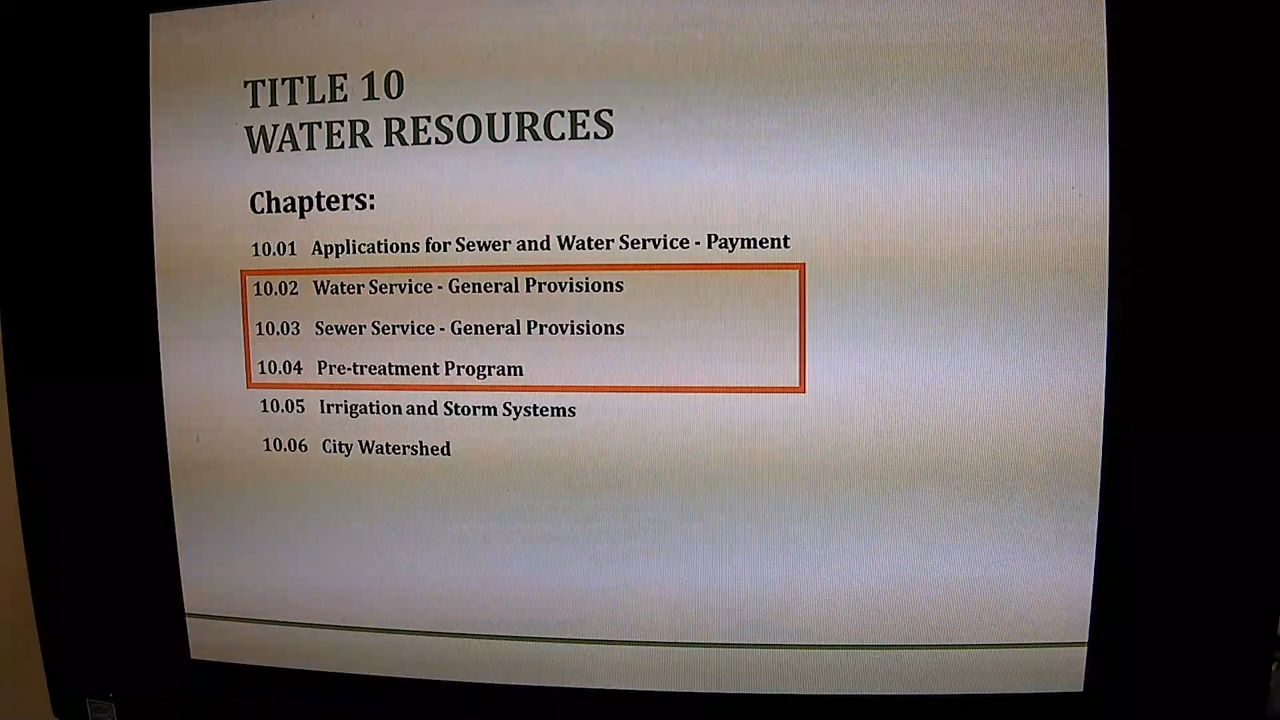 TITLE 10
WATER RESOURCES
Chapters:
10.01 Applications for Sewer and Water Service - Payment
10.02 Water Service - General Provisions
10.03 Sewer Service - General Provisions
10.04 Pre-treatment Program
10.05 Irrigation and Storm Systems
10.06 City Watershed